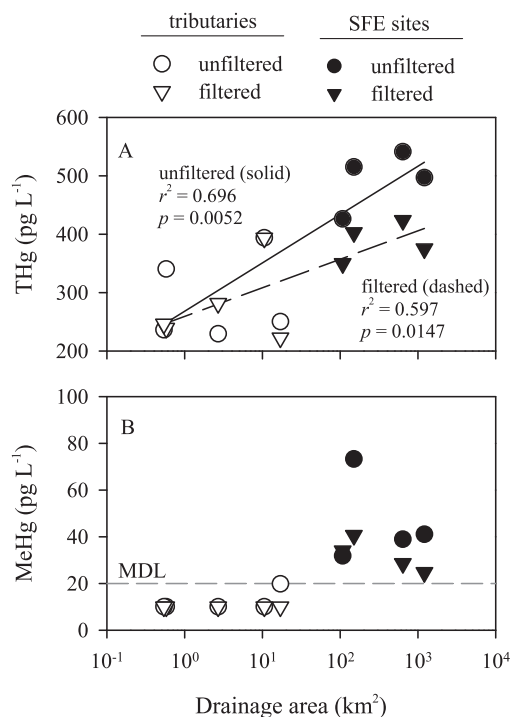 tributaries SFE sites
unfiltered unfiltered
filtered filtered
600
500
400
300
200
THg (pg L⁻¹)
A
unfiltered (solid)
r² = 0.696
p = 0.0052
filtered (dashed)
r² = 0.597
p = 0.0147
100
80
60
40
20
0
MeHg (pg L⁻¹)
B
MDL
10⁻¹ 10⁰ 10¹ 10² 10³ 10⁴
Drainage area (km²)